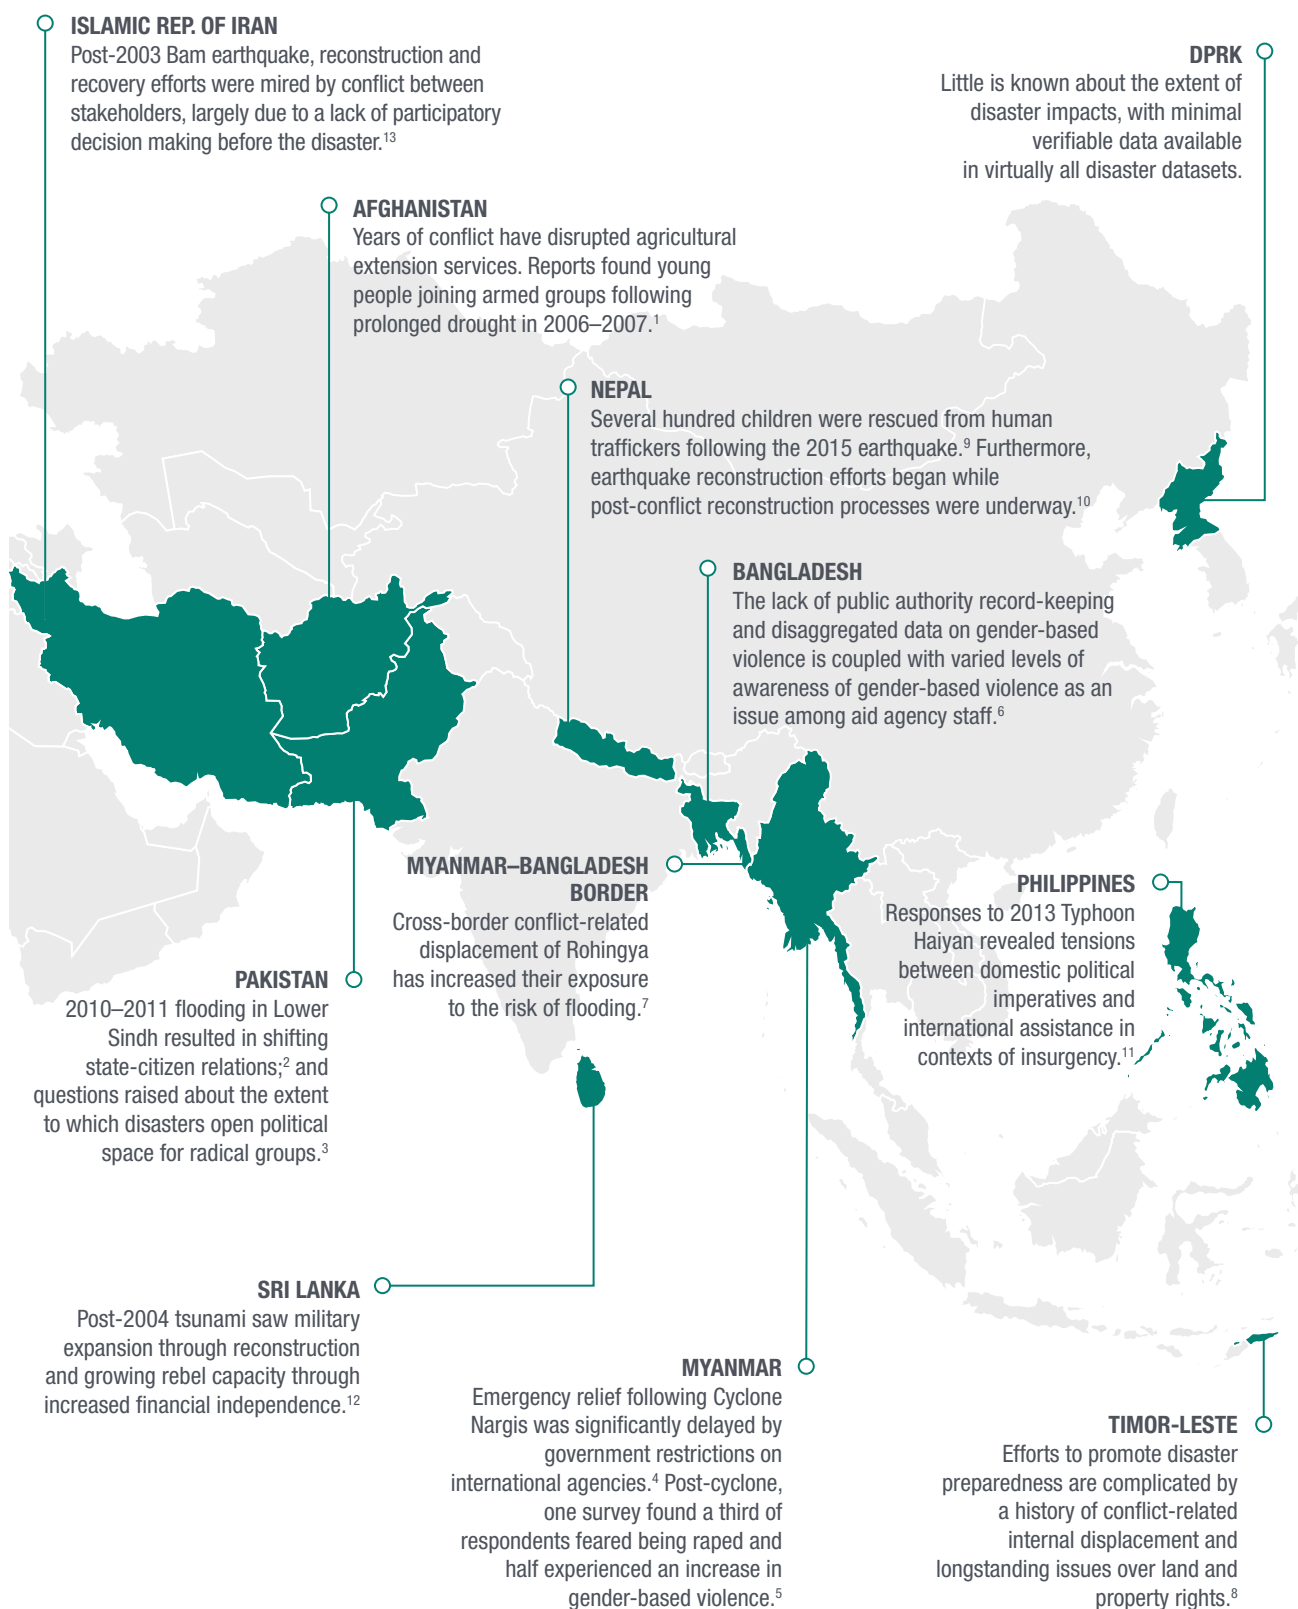 ISLAMIC REP. OF IRAN
Post-2003 Bam earthquake, reconstruction and
recovery efforts were mired by conflict between
stakeholders, largely due to a lack of participatory
decision making before the disaster.13
DPRK
Little is known about the extent of
disaster impacts, with minimal
verifiable data available
in virtually all disaster datasets.
AFGHANISTAN
Years of conflict have disrupted agricultural
extension services. Reports found young
people joining armed groups following
prolonged drought in 2006–2007.1
NEPAL
Several hundred children were rescued from human
traffickers following the 2015 earthquake.9 Furthermore,
earthquake reconstruction efforts began while
post-conflict reconstruction processes were underway.10
BANGLADESH
The lack of public authority record-keeping
and disaggregated data on gender-based
violence is coupled with varied levels of
awareness of gender-based violence as an
issue among aid agency staff.6
MYANMAR–BANGLADESH
BORDER
Cross-border conflict-related
displacement of Rohingya
has increased their exposure
to the risk of flooding.7
PHILIPPINES
Responses to 2013 Typhoon
Haiyan revealed tensions
between domestic political
imperatives and
international assistance in
contexts of insurgency.11
PAKISTAN
2010–2011 flooding in Lower
Sindh resulted in shifting
state-citizen relations;2 and
questions raised about the extent
to which disasters open political
space for radical groups.3
SRI LANKA
Post-2004 tsunami saw military
expansion through reconstruction
and growing rebel capacity through
increased financial independence.12
MYANMAR
Emergency relief following Cyclone
Nargis was significantly delayed by
government restrictions on
international agencies.4 Post-cyclone,
one survey found a third of
respondents feared being raped and
half experienced an increase in
gender-based violence.5
TIMOR-LESTE
Efforts to promote disaster
preparedness are complicated by
a history of conflict-related
internal displacement and
longstanding issues over land and
property rights.8